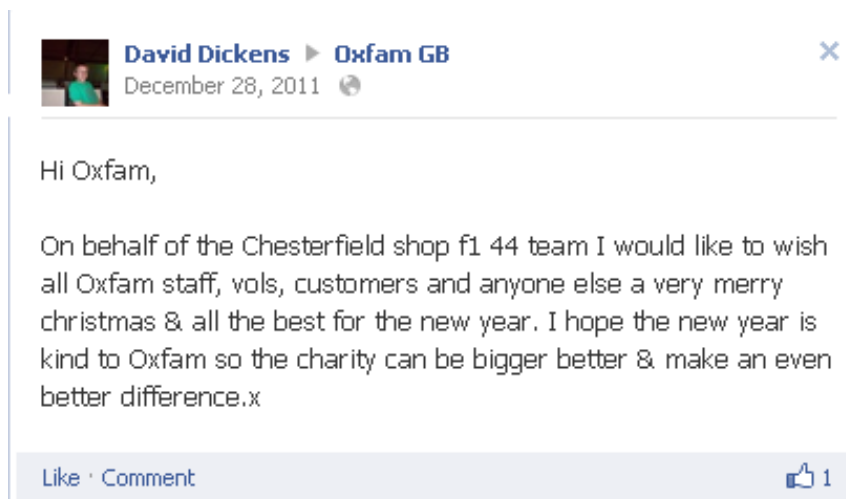 David Dickens ▶ Oxfam GB
December 28, 2011
Hi Oxfam,
On behalf of the Chesterfield shop f1 44 team I would like to wish
all Oxfam staff, vols, customers and anyone else a very merry
christmas & all the best for the new year. I hope the new year is
kind to Oxfam so the charity can be bigger better & make an even
better difference.x
Like · Comment 1